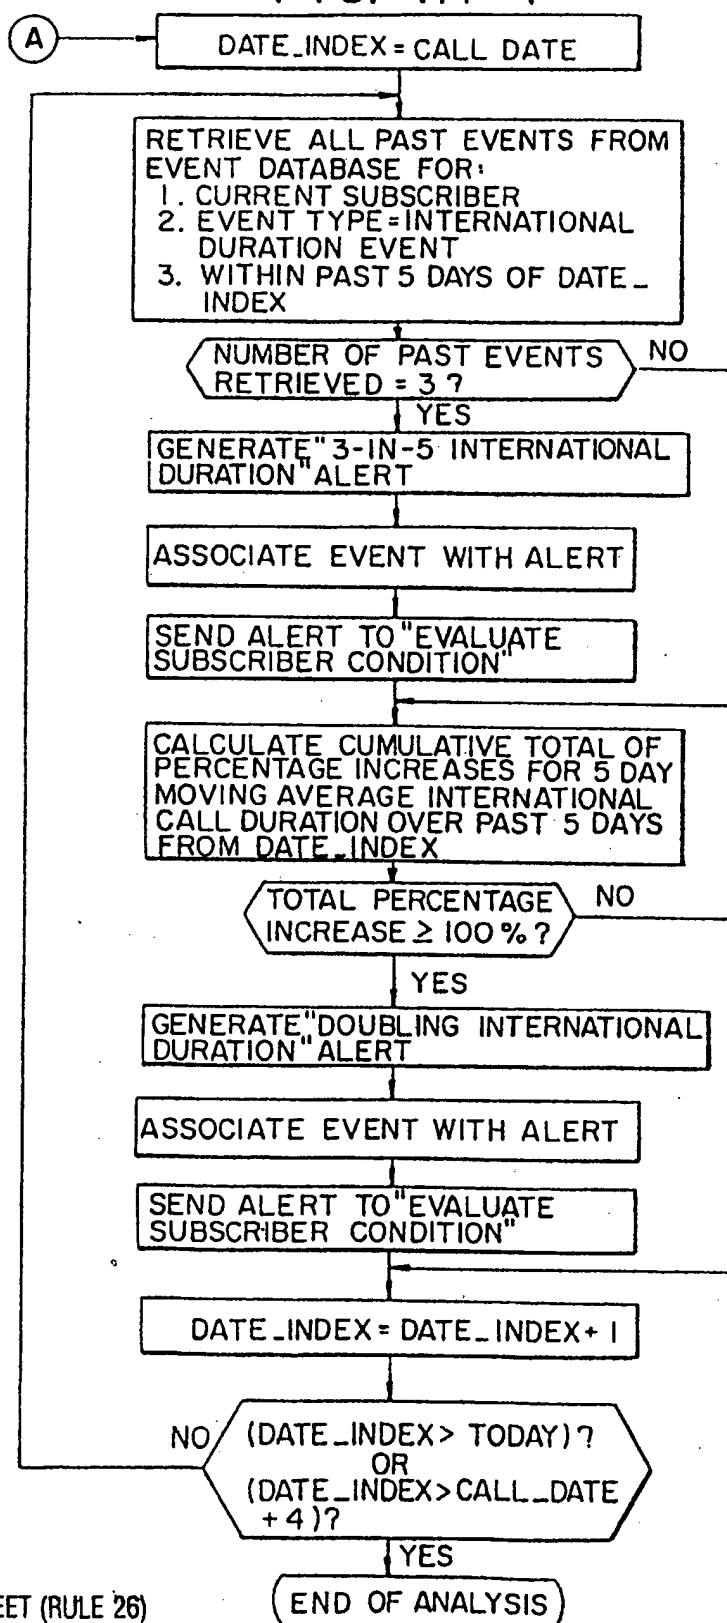 A
DATE_INDEX = CALL DATE
RETRIEVE ALL PAST EVENTS FROM
EVENT DATABASE FOR:
1. CURRENT SUBSCRIBER
2. EVENT TYPE=INTERNATIONAL
DURATION EVENT
3. WITHIN PAST 5 DAYS OF DATE_
INDEX
NUMBER OF PAST EVENTS
RETRIEVED = 3 ?
NO
YES
GENERATE "3-IN-5 INTERNATIONAL
DURATION" ALERT
ASSOCIATE EVENT WITH ALERT
SEND ALERT TO "EVALUATE
SUBSCRIBER CONDITION"
CALCULATE CUMULATIVE TOTAL OF
PERCENTAGE INCREASES FOR 5 DAY
MOVING AVERAGE INTERNATIONAL
CALL DURATION OVER PAST 5 DAYS
FROM DATE_INDEX
TOTAL PERCENTAGE
INCREASE ≥ 100 % ?
NO
YES
GENERATE "DOUBLING INTERNATIONAL
DURATION" ALERT
ASSOCIATE EVENT WITH ALERT
SEND ALERT TO "EVALUATE
SUBSCRIBER CONDITION"
DATE_INDEX = DATE_INDEX + 1
NO
(DATE_INDEX > TODAY) ?
OR
(DATE_INDEX > CALL_DATE
+ 4) ?
YES
END OF ANALYSIS
(RULE 26)